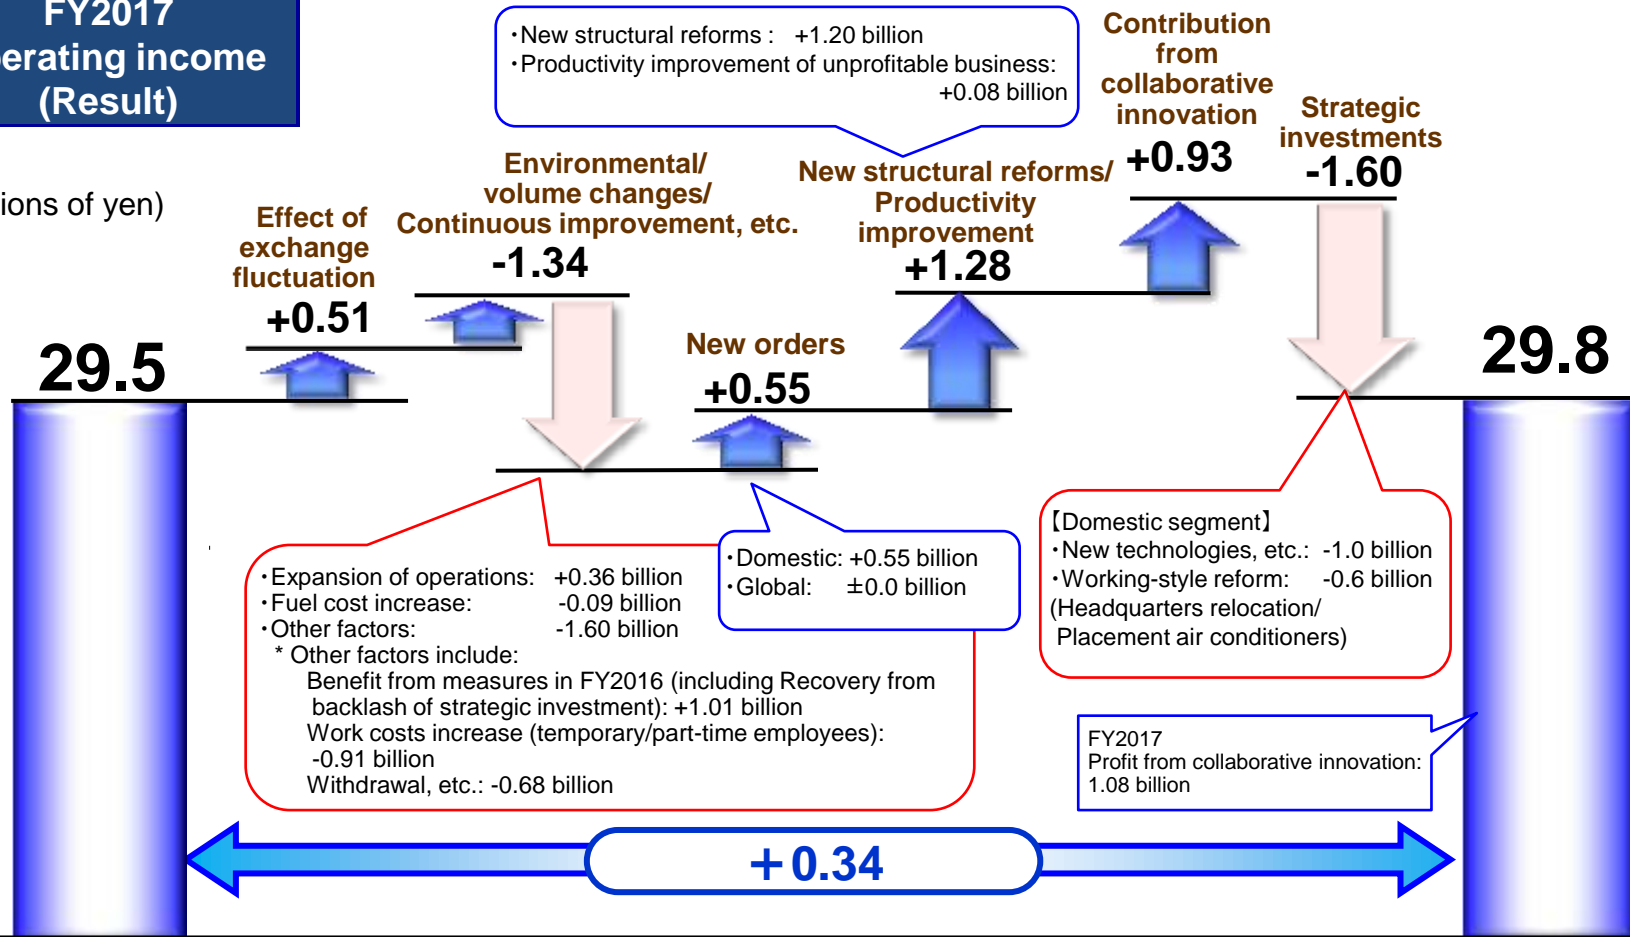 FY2017
erating income
(Result)
ions of yen)
29.5
Effect of
exchange
fluctuation
+0.51
Environmental/
volume changes/
Continuous improvement, etc.
-1.34
・Expansion of operations: +0.36 billion
・Fuel cost increase: -0.09 billion
・Other factors: -1.60 billion
* Other factors include:
Benefit from measures in FY2016 (including Recovery from
backlash of strategic investment): +1.01 billion
Work costs increase (temporary/part-time employees):
-0.91 billion
Withdrawal, etc.: -0.68 billion
New orders
+0.55
・Domestic: +0.55 billion
・Global: ±0.0 billion
・New structural reforms : +1.20 billion
・Productivity improvement of unprofitable business:
+0.08 billion
New structural reforms/
Productivity
improvement
+1.28
Contribution
from
collaborative
innovation
+0.93
Strategic
investments
-1.60
【Domestic segment】
・New technologies, etc.: -1.0 billion
・Working-style reform: -0.6 billion
(Headquarters relocation/
Placement air conditioners)
29.8
FY2017
Profit from collaborative innovation:
1.08 billion
+0.34